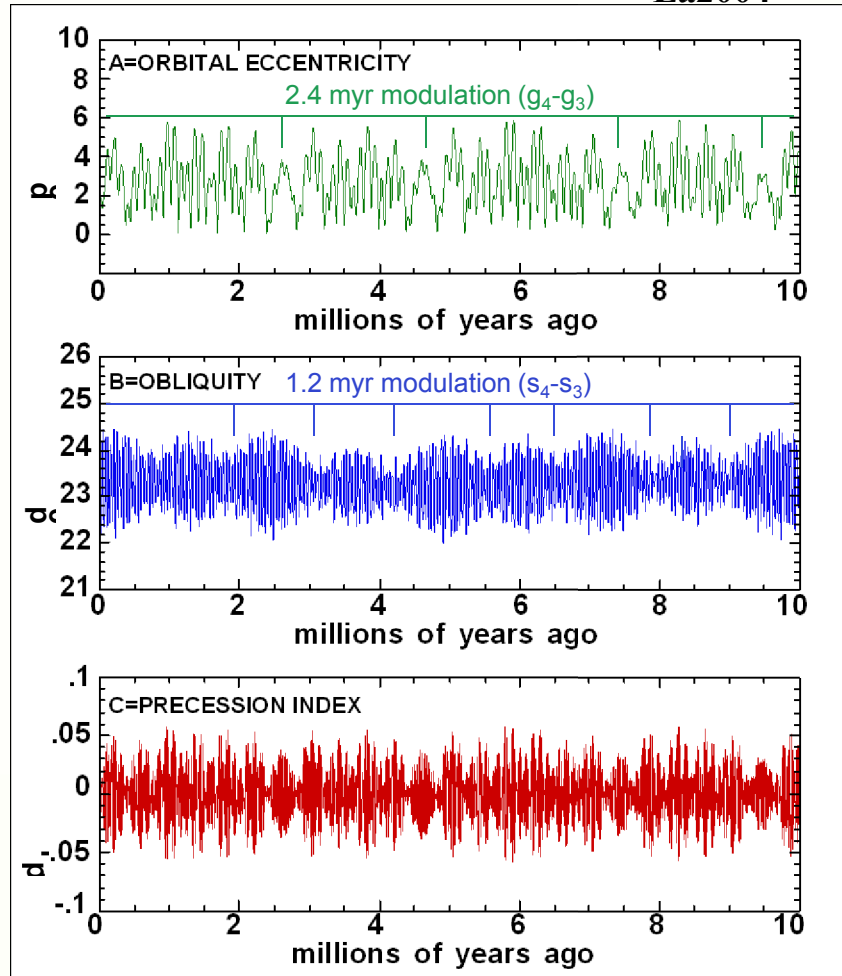 10
8
6
4
2
0
A=ORBITAL ECCENTRICITY
2.4 myr modulation (g₄-g₃)
0 2 4 6 8 10
millions of years ago
26
25
24
23
22
21
B=OBLIQUITY
1.2 myr modulation (s₄-s₃)
0 2 4 6 8 10
millions of years ago
.1
.05
0
-.05
-.1
C=PRECESSION INDEX
0 2 4 6 8 10
millions of years ago